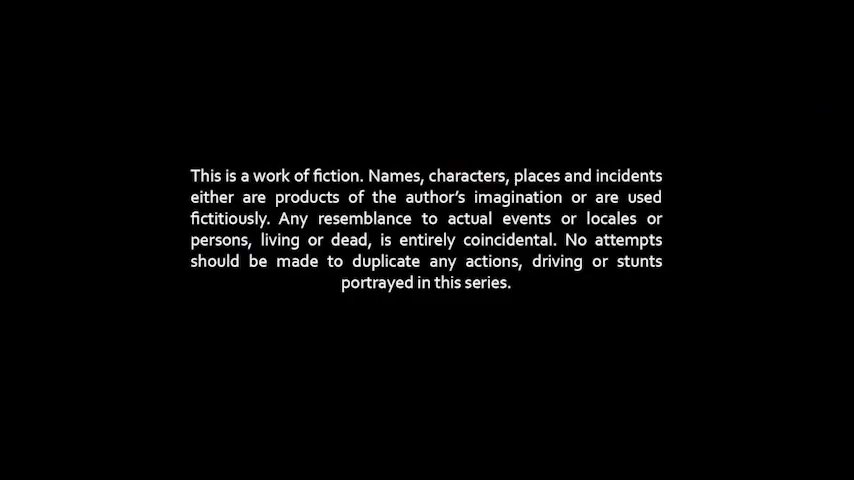 This is a work of fiction. Names, characters, places and incidents
either are products of the author's imagination or are used
fictitiously. Any resemblance to actual events or locales or
persons, living or dead, is entirely coincidental. No attempts
should be made to duplicate any actions, driving or stunts
portrayed in this series.